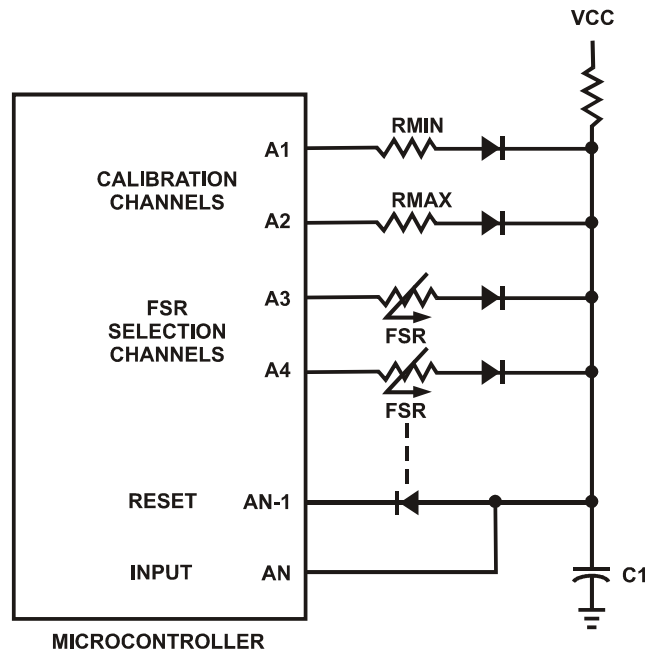 VCC
RMIN
A1
CALIBRATION
CHANNELS
RMAX
A2
A3
FSR
SELECTION
CHANNELS
FSR
A4
FSR
RESET
AN-1
INPUT
AN
C1
MICROCONTROLLER